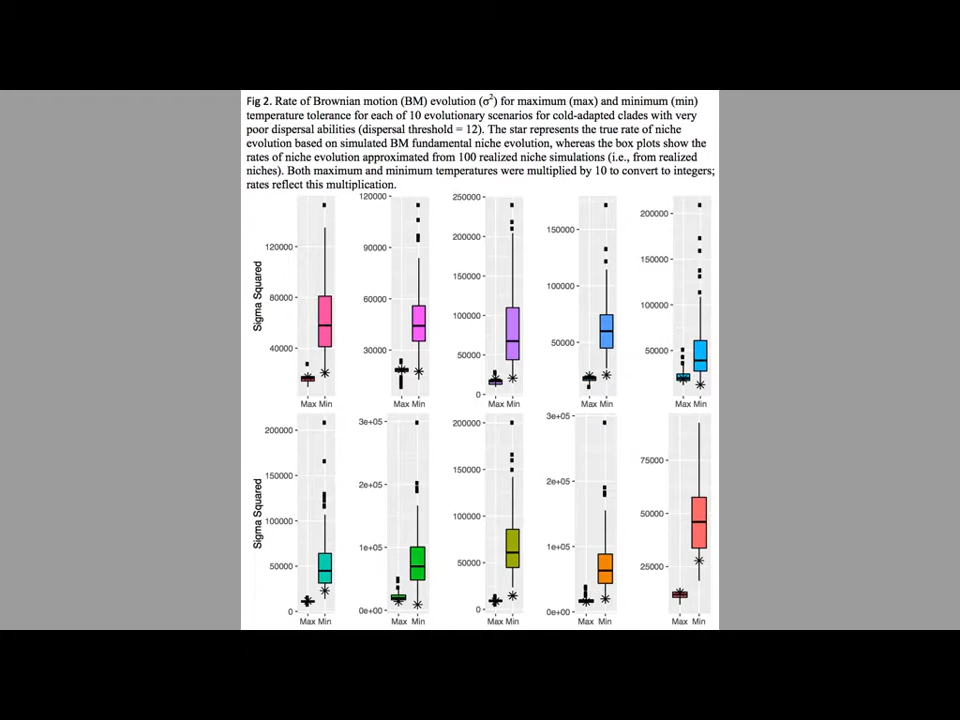 Fig 2. Rate of Brownian motion (BM) evolution (σ²) for maximum (max) and minimum (min)
temperature tolerance for each of 10 evolutionary scenarios for cold-adapted clades with very
poor dispersal abilities (dispersal threshold = 12). The star represents the true rate of niche
evolution based on simulated BM fundamental niche evolution, whereas the box plots show the
rates of niche evolution approximated from 100 realized niche simulations (i.e., from realized
niches). Both maximum and minimum temperatures were multiplied by 10 to convert to integers;
rates reflect this multiplication.
Sigma Squared
120000
80000
40000
Max Min
120000
90000
60000
30000
Max Min
250000
200000
150000
100000
50000
0
Max Min
150000
100000
50000
Max Min
200000
150000
100000
50000
Max Min
Sigma Squared
200000
150000
100000
50000
0
Max Min
3e+05
2e+05
1e+05
0e+00
Max Min
200000
150000
100000
50000
0
Max Min
3e+05
2e+05
1e+05
0e+00
Max Min
75000
50000
25000
Max Min